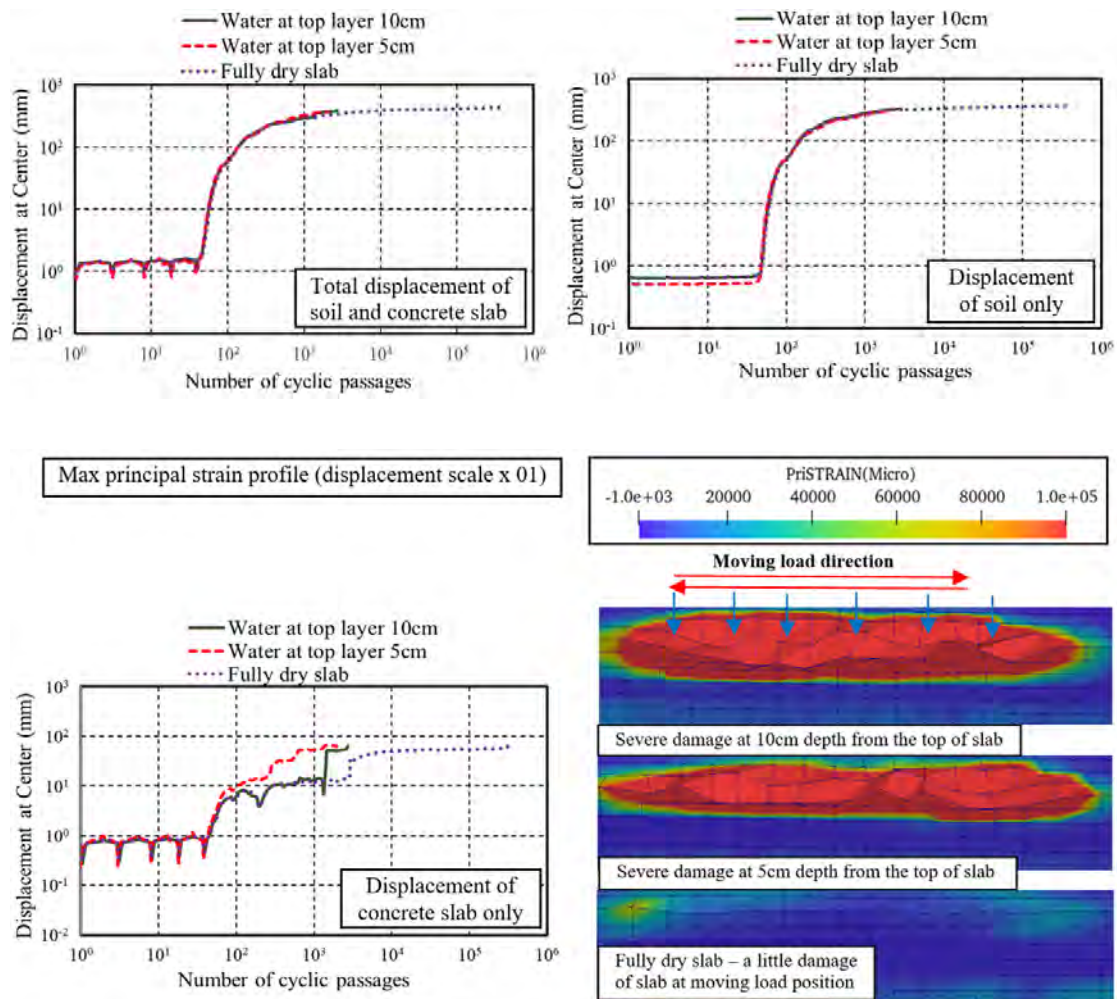 Water at top layer 10cm
Water at top layer 5cm
Fully dry slab
10³
10²
10¹
10⁰
10⁻¹
Displacement at Center (mm)
Total displacement of
soil and concrete slab
10⁰ 10¹ 10² 10³ 10⁴ 10⁵ 10⁶
Number of cyclic passages
Water at top layer 10cm
Water at top layer 5cm
Fully dry slab
10³
10²
10¹
10⁰
10⁻¹
Displacement at Center (mm)
Displacement
of soil only
10⁰ 10¹ 10² 10³ 10⁴ 10⁵ 10⁶
Number of cyclic passages
Max principal strain profile (displacement scale x 01)
PriSTRAIN(Micro)
-1.0e+03 20000 40000 60000 80000 1.0e+05
Moving load direction
Severe damage at 10cm depth from the top of slab
Severe damage at 5cm depth from the top of slab
Fully dry slab – a little damage
of slab at moving load position
Water at top layer 10cm
Water at top layer 5cm
Fully dry slab
10³
10²
10¹
10⁰
10⁻¹
10⁻²
Displacement at Center (mm)
Displacement of
concrete slab only
10⁰ 10¹ 10² 10³ 10⁴ 10⁵ 10⁶
Number of cyclic passages